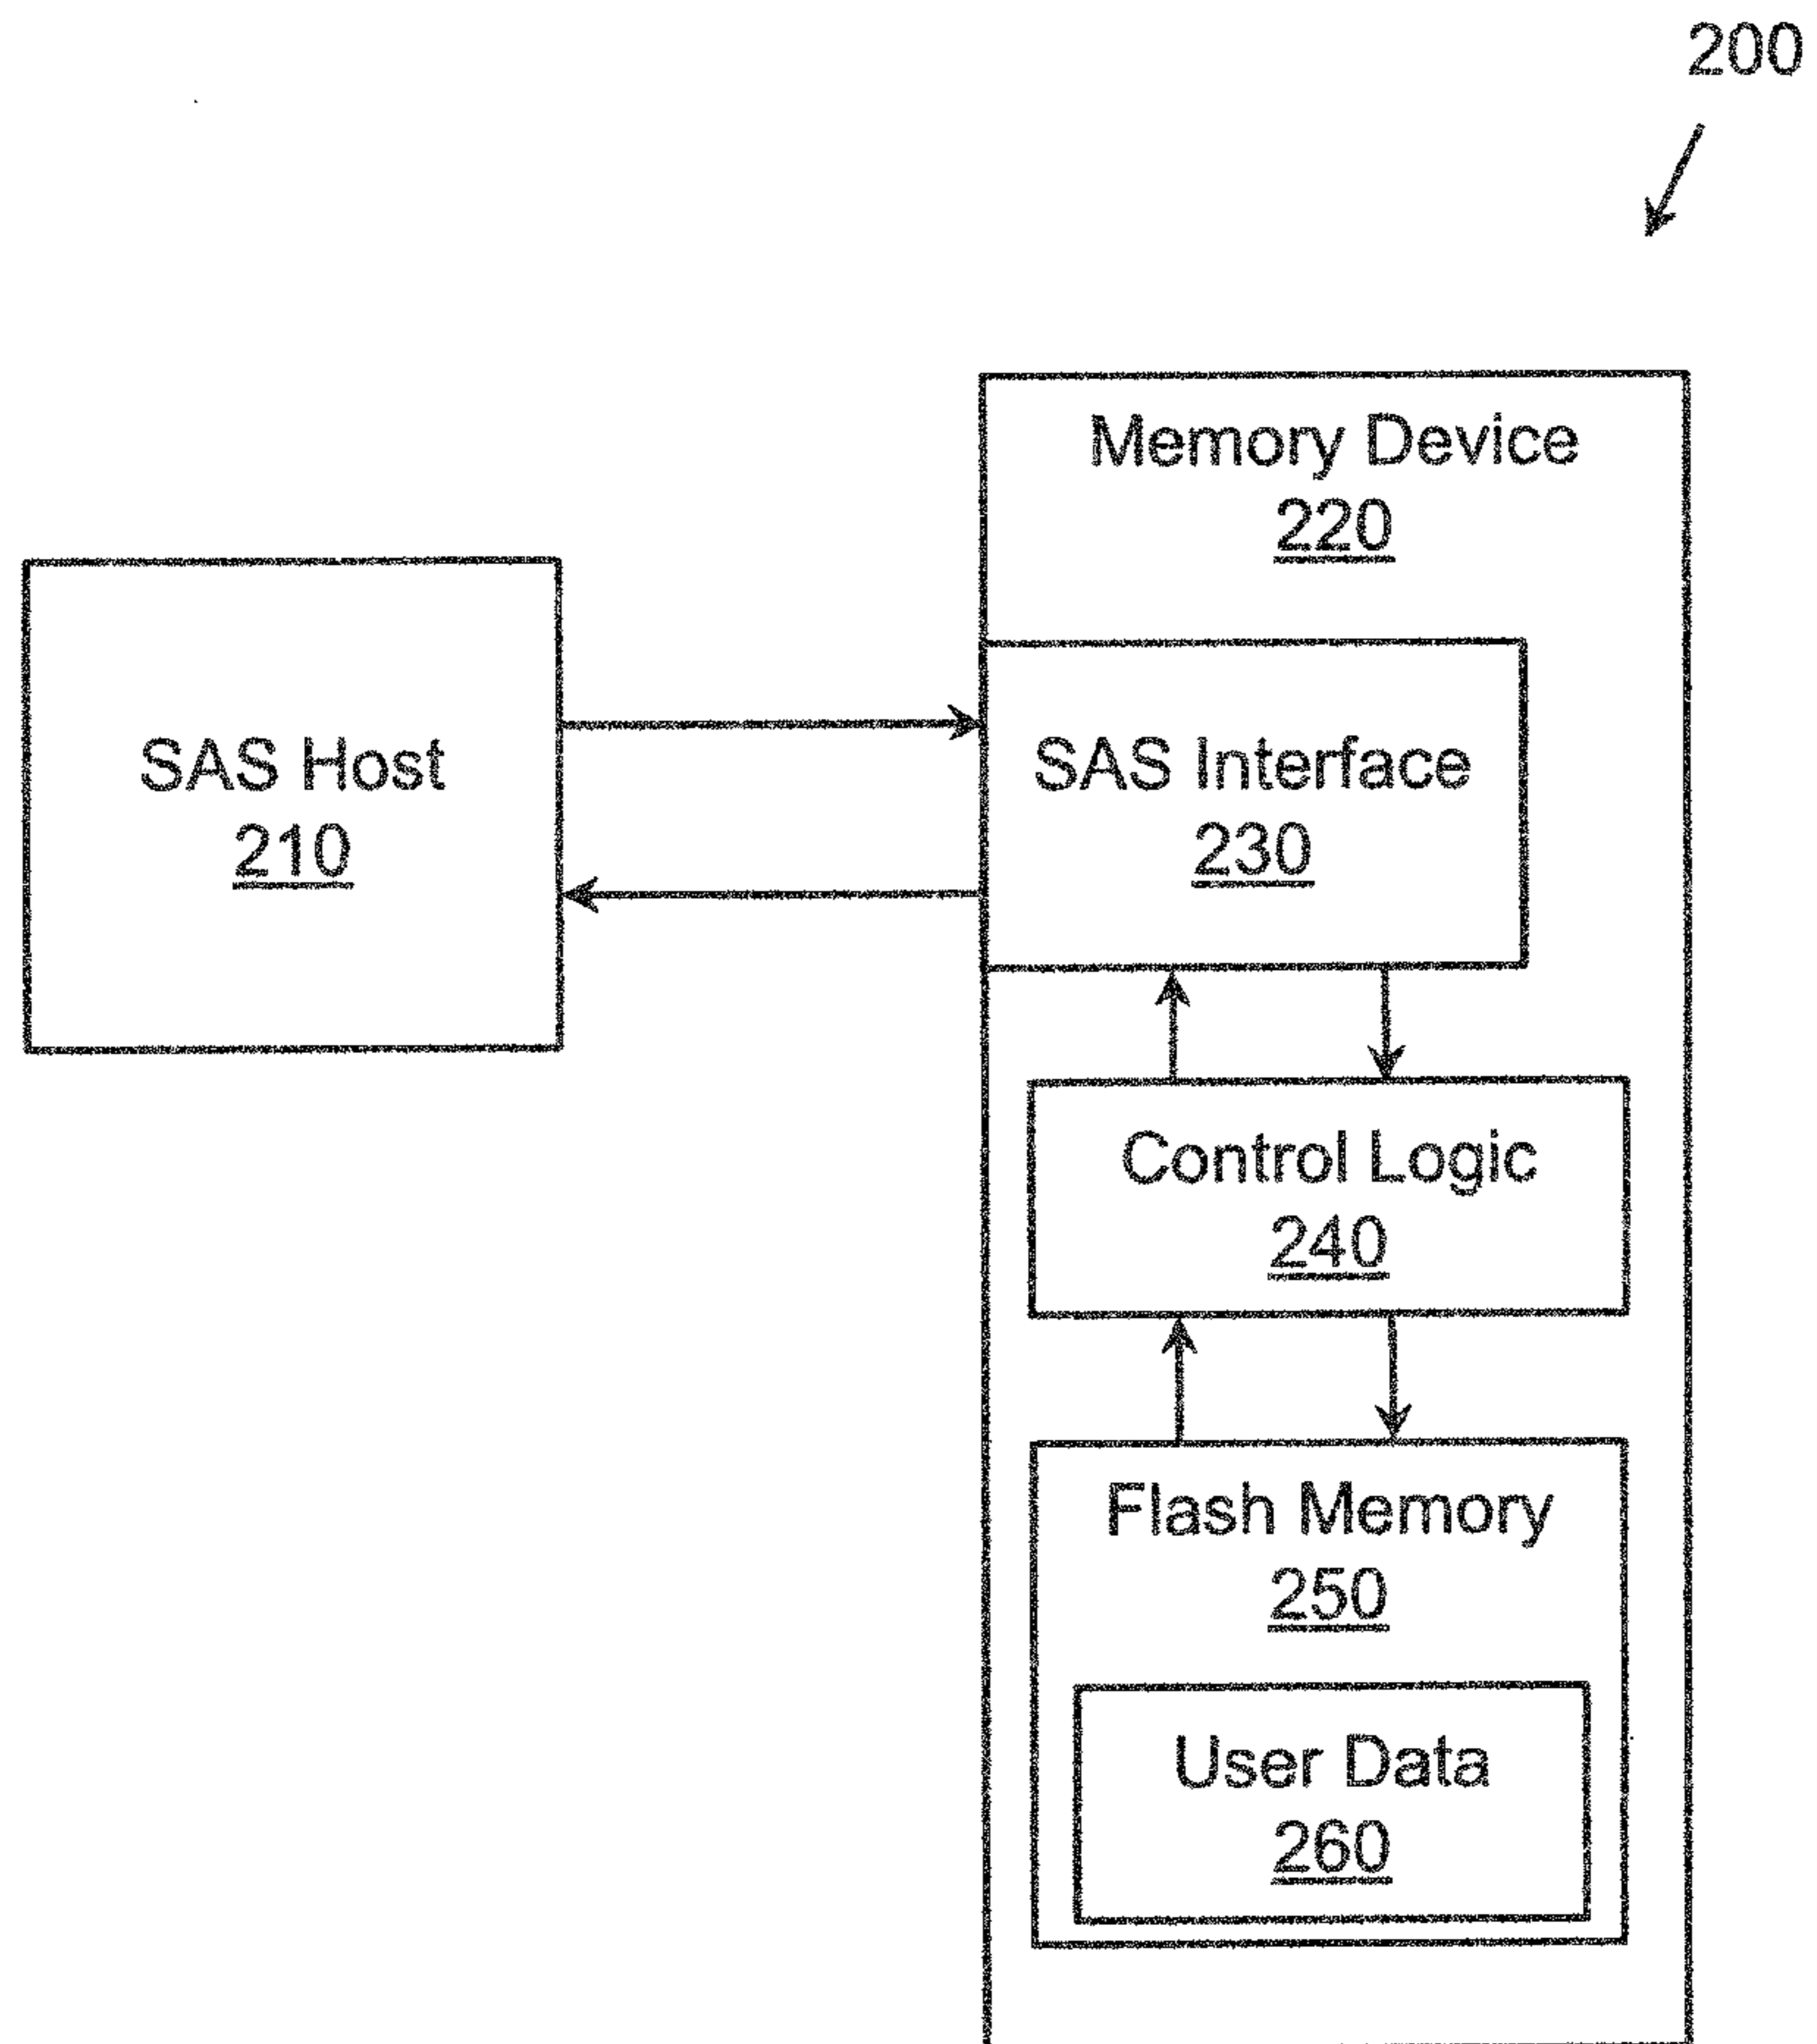 200
Memory Device
220
SAS Host
210
SAS Interface
230
Control Logic
240
Flash Memory
250
User Data
260